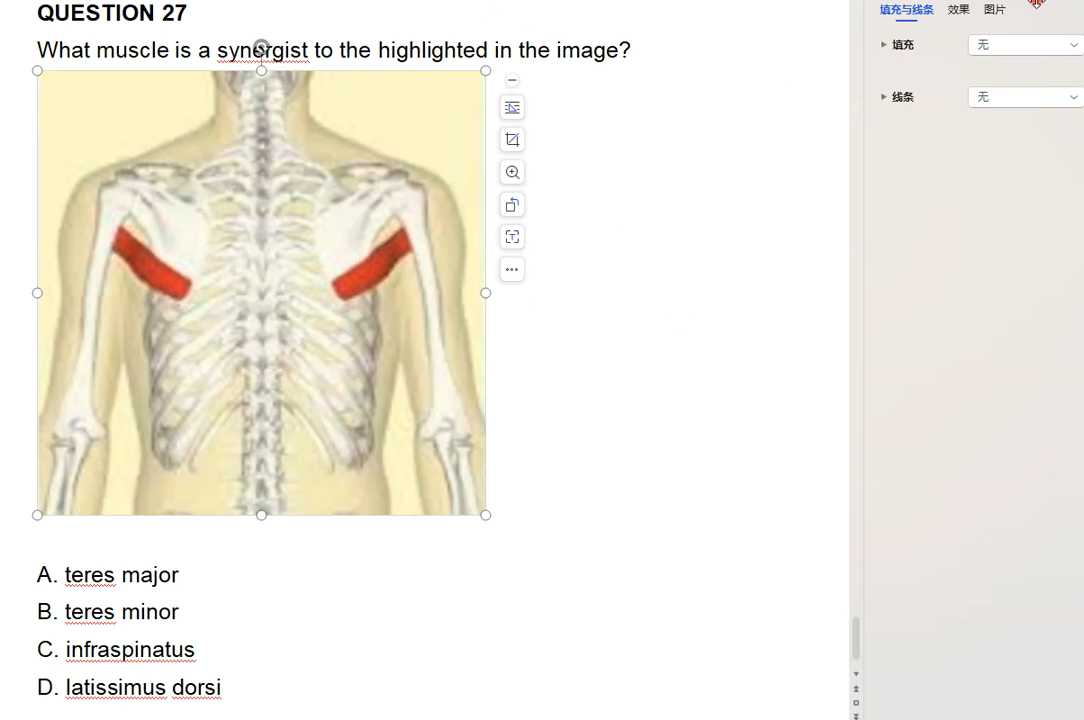 QUESTION 27
What muscle is a synergist to the highlighted in the image?
A. teres major
B. teres minor
C. infraspinatus
D. latissimus dorsi
填充与线条 效果 图片
填充 无
线条 无